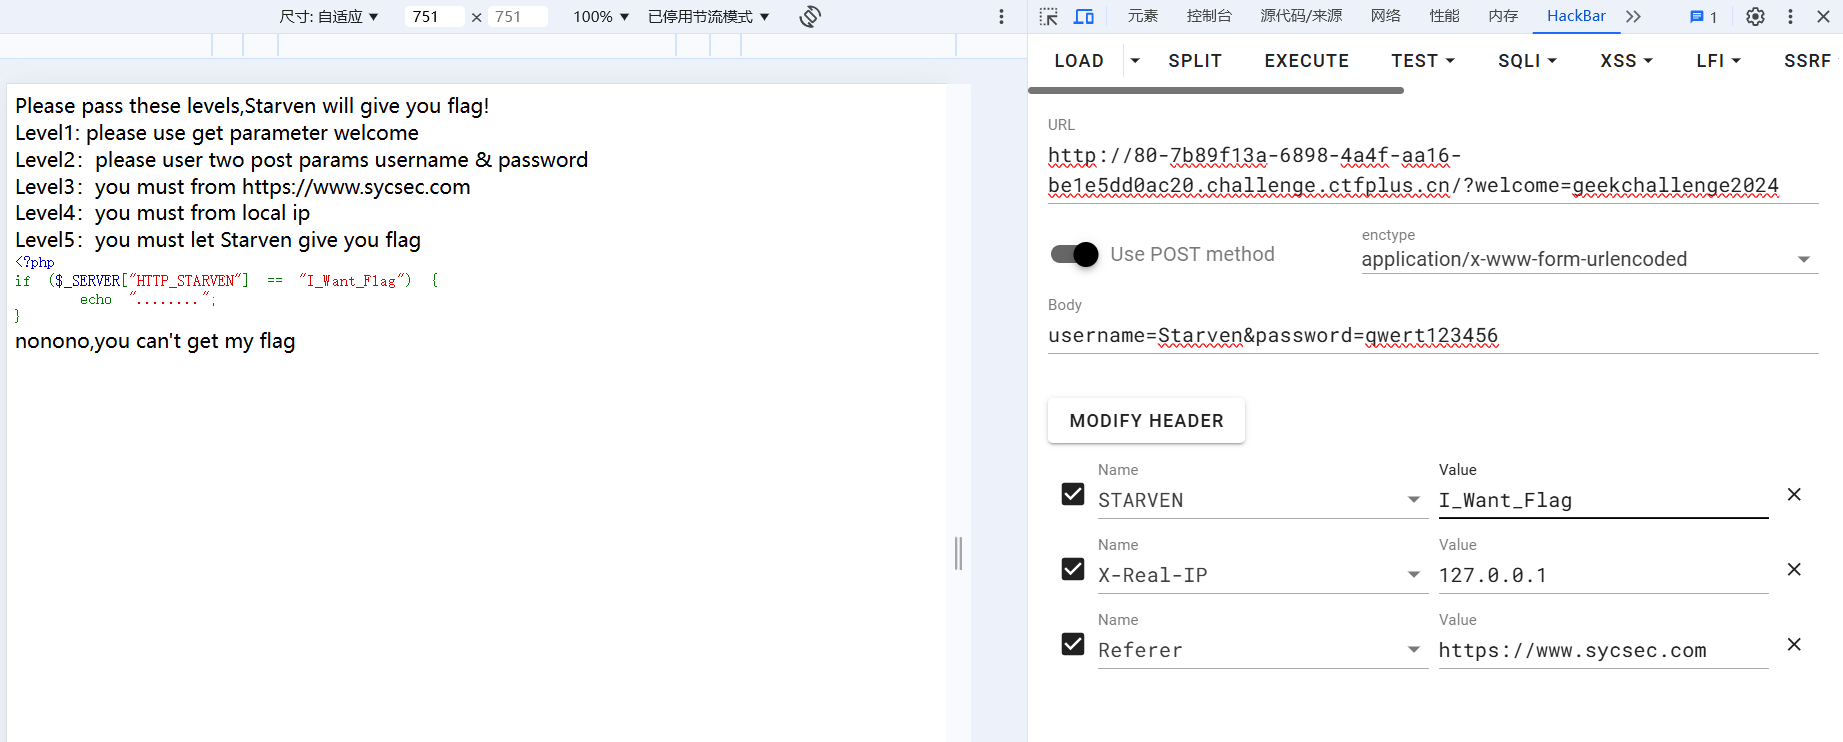 尺寸: 自适应 ▼ 751 × 751 100% ▼ 已停用节流模式 ▼
元素 控制台 源代码/来源 网络 性能 内存 HackBar 1
LOAD SPLIT EXECUTE TEST SQLI XSS LFI SSRF
Please pass these levels,Starven will give you flag!
Level1: please use get parameter welcome
Level2：please user two post params username & password
Level3：you must from https://www.sycsec.com
Level4：you must from local ip
Level5：you must let Starven give you flag
<?php
if ($_SERVER["HTTP_STARVEN"] == "I_Want_Flag") {
echo "........";
}
nonono,you can't get my flag
URL
http://80-7b89f13a-6898-4a4f-aa16-
be1e5dd0ac20.challenge.ctfplus.cn/?welcome=geekchallenge2024
Use POST method
enctype
application/x-www-form-urlencoded
Body
username=Starven&password=qwert123456
MODIFY HEADER
Name Value
STARVEN I_Want_Flag
Name Value
X-Real-IP 127.0.0.1
Name Value
Referer https://www.sycsec.com